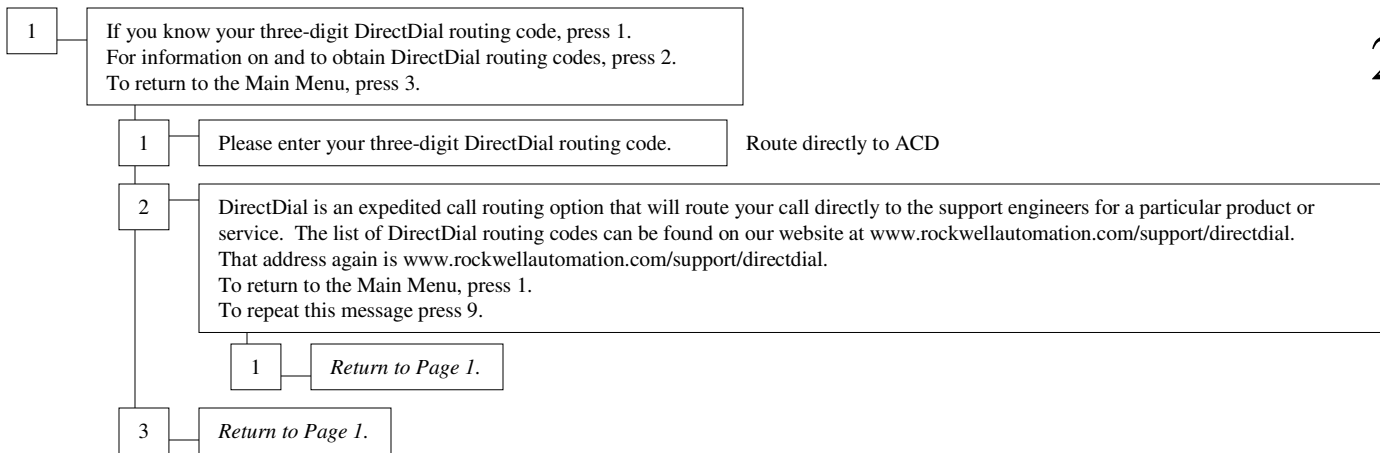 1
If you know your three-digit DirectDial routing code, press 1.
For information on and to obtain DirectDial routing codes, press 2.
To return to the Main Menu, press 3.
2
1
Please enter your three-digit DirectDial routing code.
Route directly to ACD
2
DirectDial is an expedited call routing option that will route your call directly to the support engineers for a particular product or
service.  The list of DirectDial routing codes can be found on our website at www.rockwellautomation.com/support/directdial.
That address again is www.rockwellautomation.com/support/directdial.
To return to the Main Menu, press 1.
To repeat this message press 9.
1
Return to Page 1.
3
Return to Page 1.